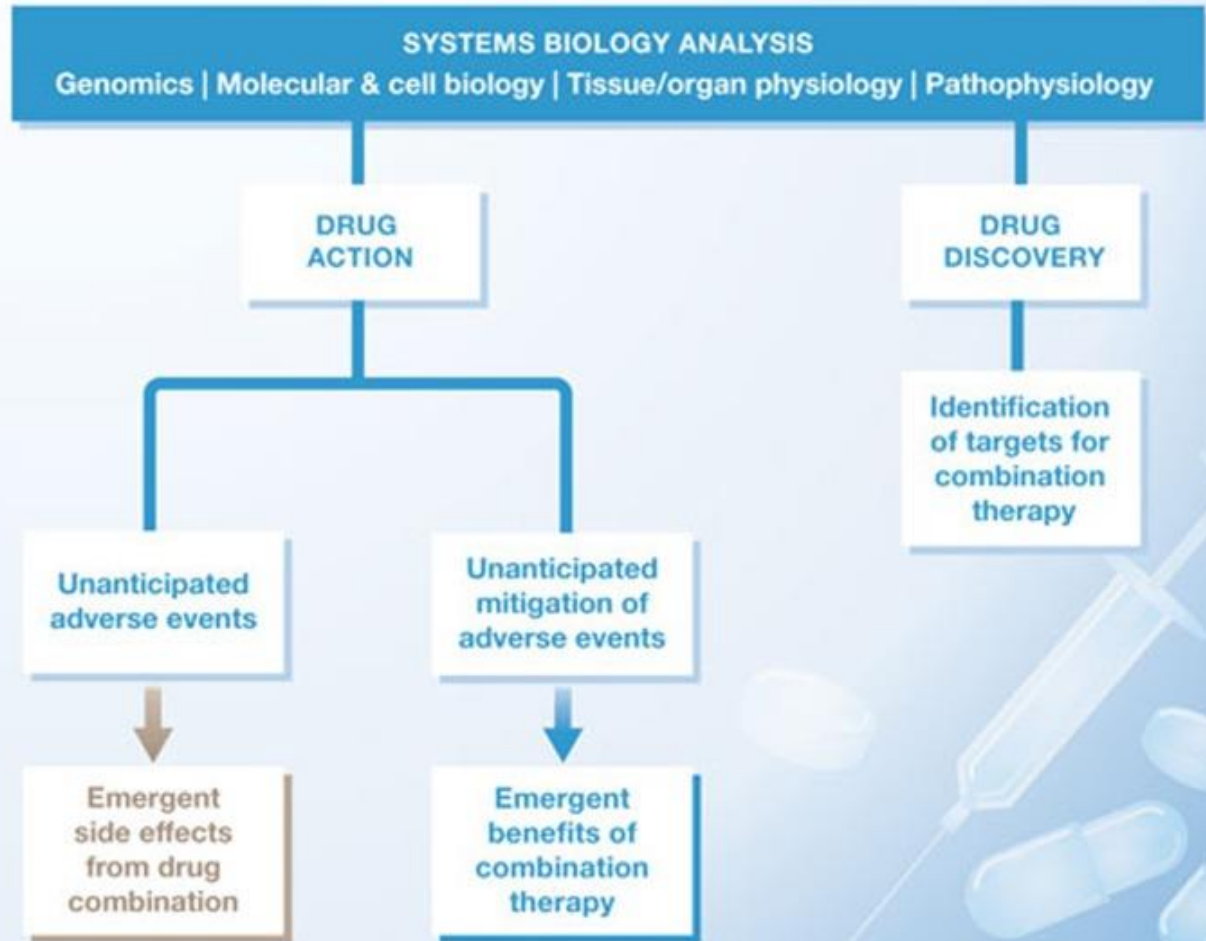 SYSTEMS BIOLOGY ANALYSIS
Genomics | Molecular & cell biology | Tissue/organ physiology | Pathophysiology
DRUG
ACTION
DRUG
DISCOVERY
Identification
of targets for
combination
therapy
Unanticipated
adverse events
Unanticipated
mitigation of
adverse events
Emergent
side effects
from drug
combination
Emergent
benefits of
combination
therapy